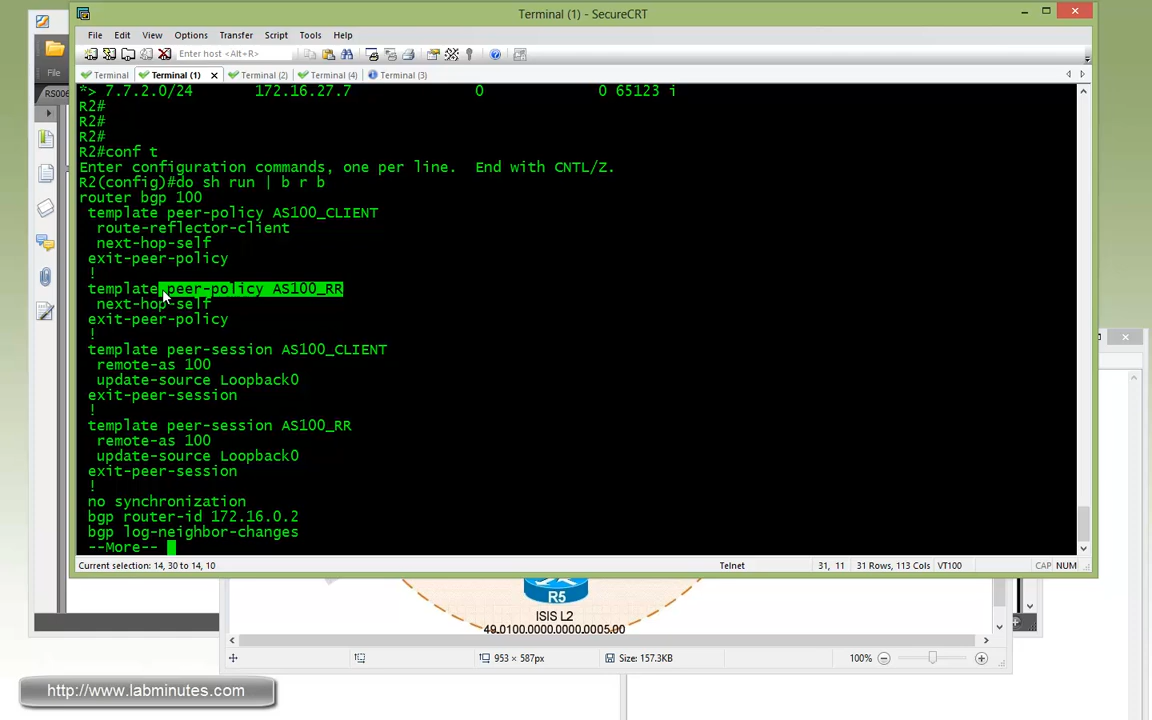 Terminal (1) - SecureCRT
File Edit View Options Transfer Script Tools Help
Enter host <Alt+R>
File
Terminal Terminal (1) Terminal (2) Terminal (4) Terminal (3)
RS006
*> 7.7.2.0/24 172.16.27.7 0 0 65123 i
R2#
R2#
R2#
R2#conf t
Enter configuration commands, one per line. End with CNTL/Z.
R2(config)#do sh run | b r b
router bgp 100
template peer-policy AS100_CLIENT
route-reflector-client
next-hop-self
exit-peer-policy
!
template peer-policy AS100_RR
next-hop-self
exit-peer-policy
!
template peer-session AS100_CLIENT
remote-as 100
update-source Loopback0
exit-peer-session
!
template peer-session AS100_RR
remote-as 100
update-source Loopback0
exit-peer-session
!
no synchronization
bgp router-id 172.16.0.2
bgp log-neighbor-changes
--More--
Current selection: 14, 30 to 14, 10 Telnet 31, 11 31 Rows, 113 Cols VT100 CAP NUM
R5
ISIS L2
49.0100.0000.0000.0005.00
953 × 587px Size: 157.3KB 100%
http://www.labminutes.com